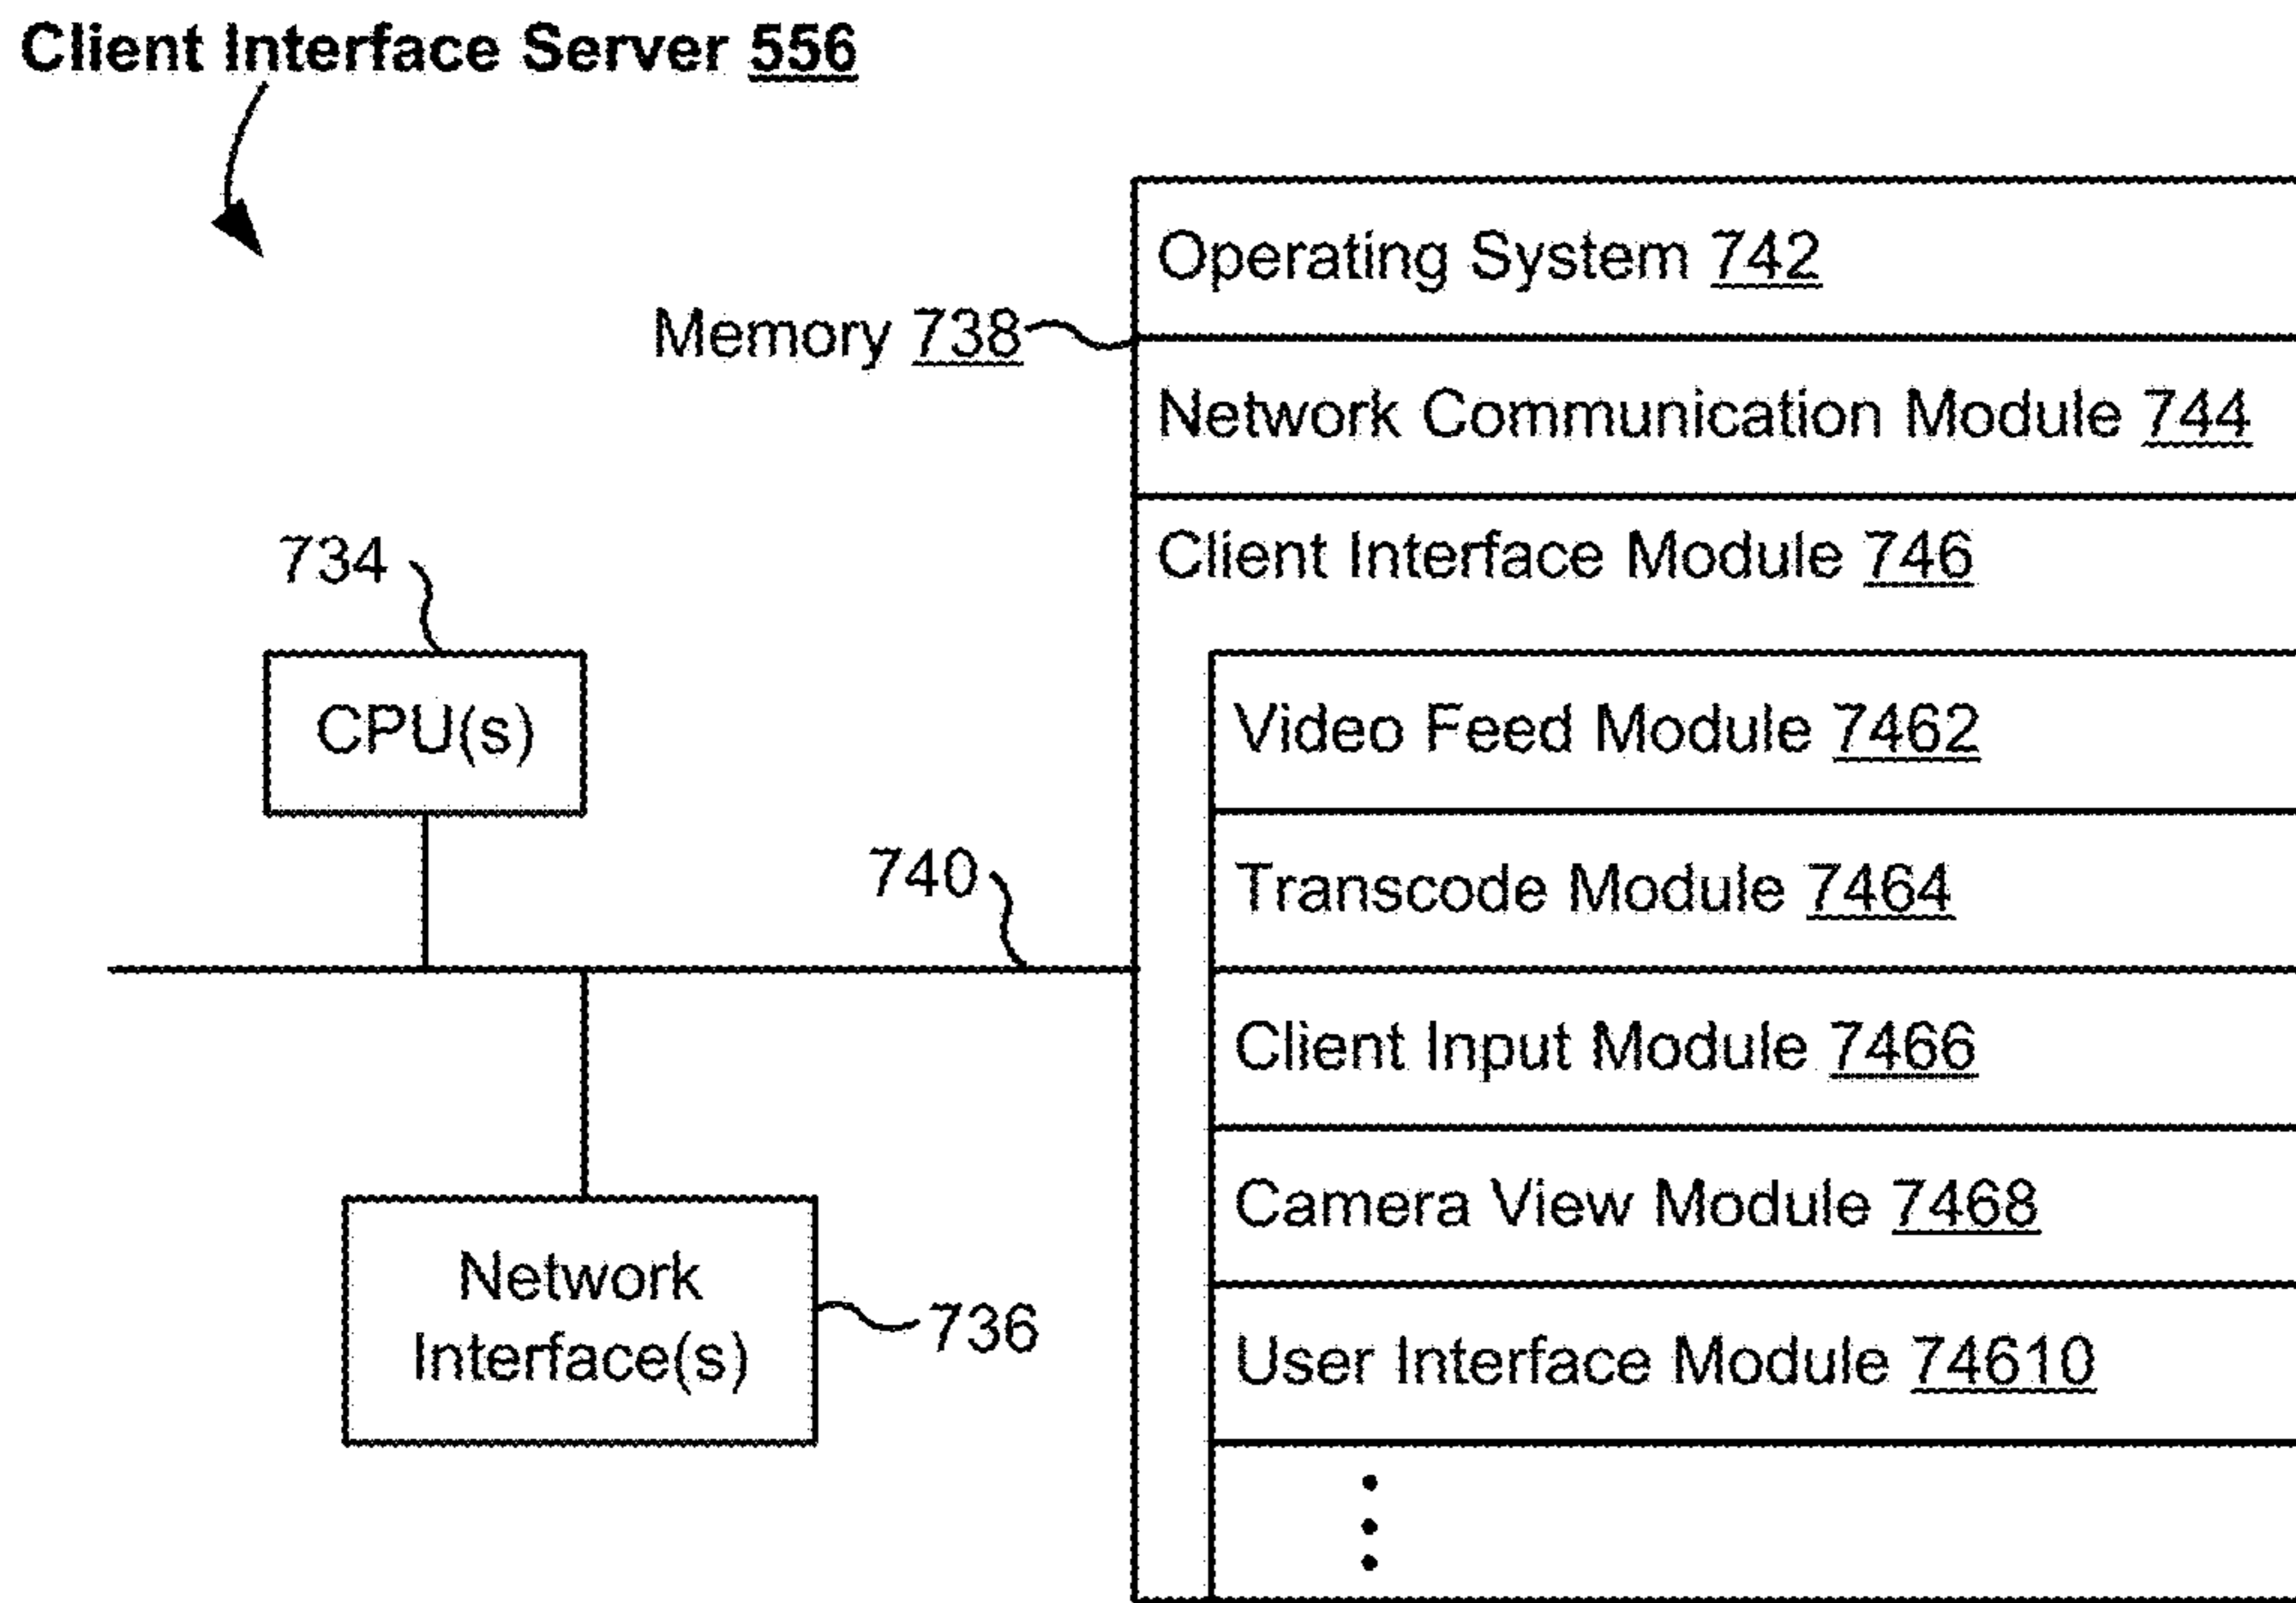 Client Interface Server 556
Operating System 742
Memory 738
Network Communication Module 744
Client Interface Module 746
734
CPU(s)
Video Feed Module 7462
740
Transcode Module 7464
Client Input Module 7466
Camera View Module 7468
Network
Interface(s)
736
User Interface Module 74610